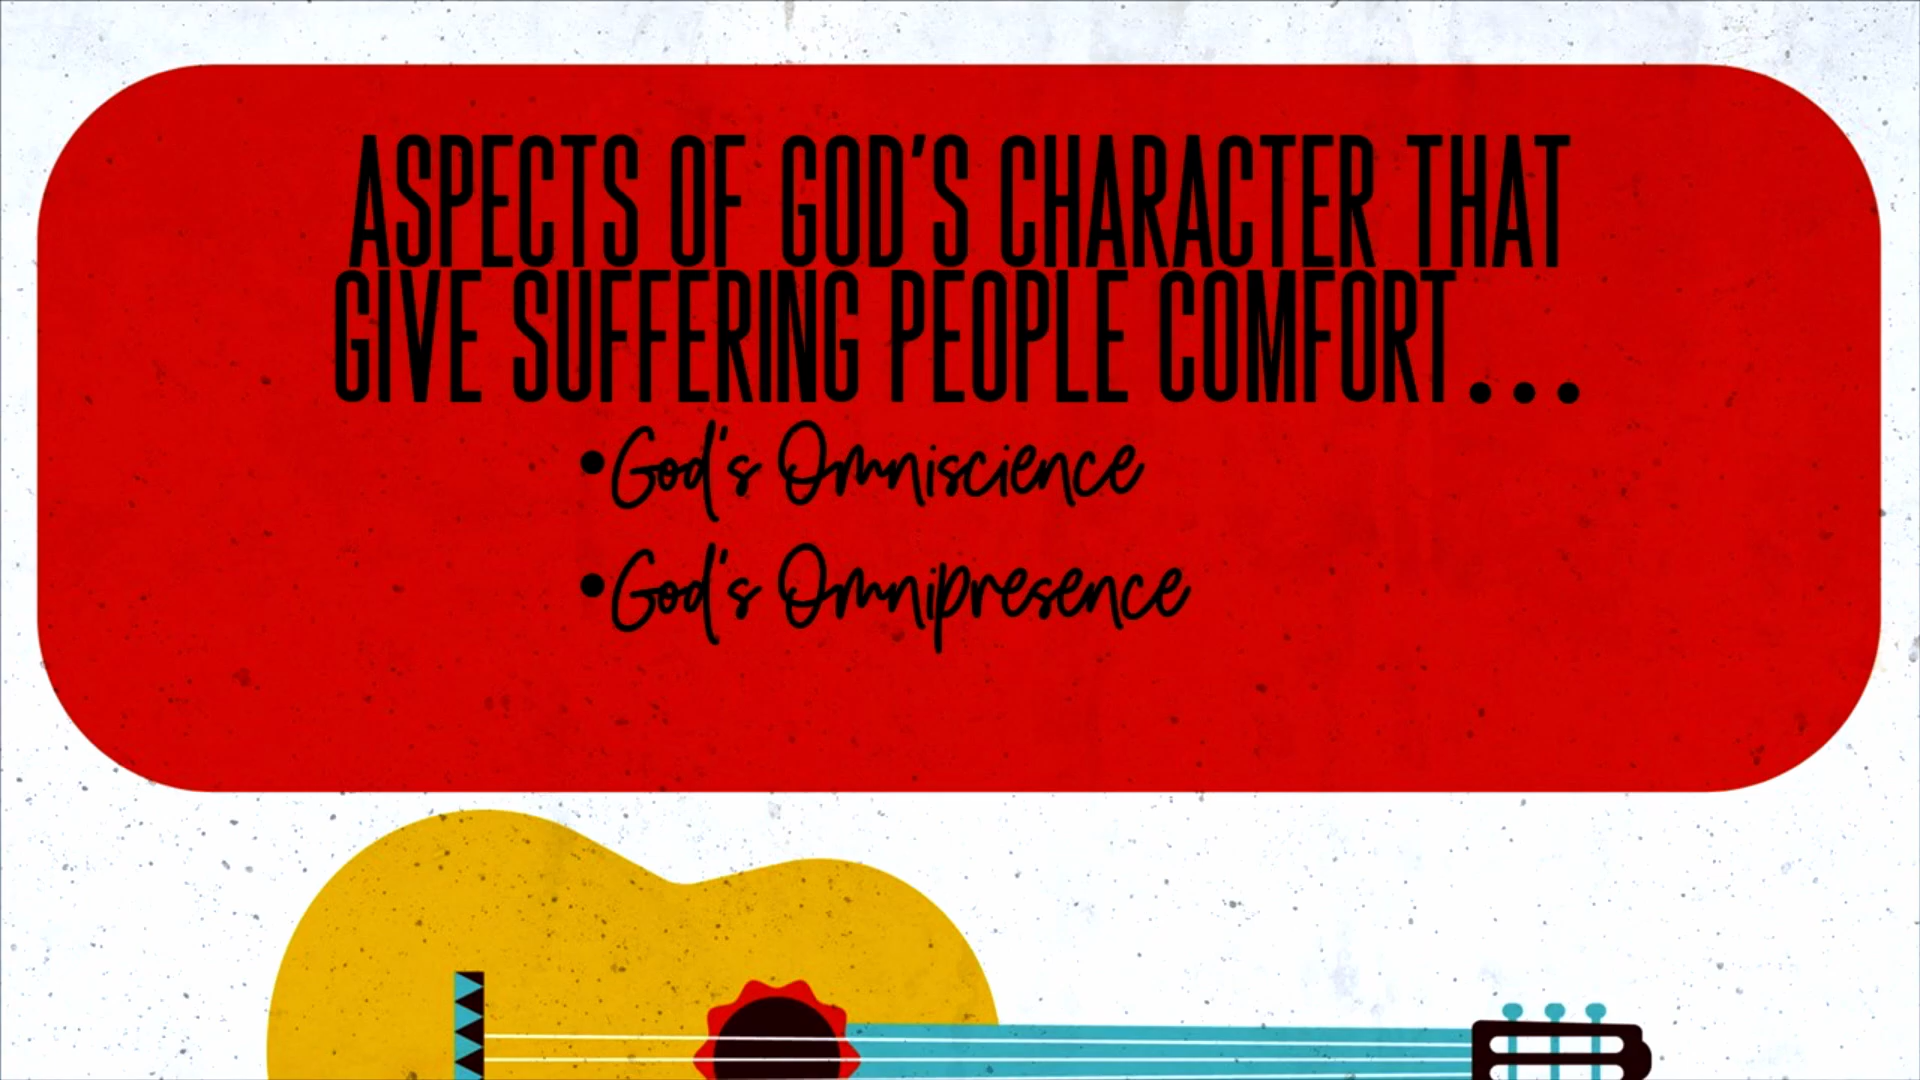 ASPECTS OF GOD'S CHARACTER THAT
GIVE SUFFERING PEOPLE COMFORT...
•God's Omniscience
•God's Omnipresence